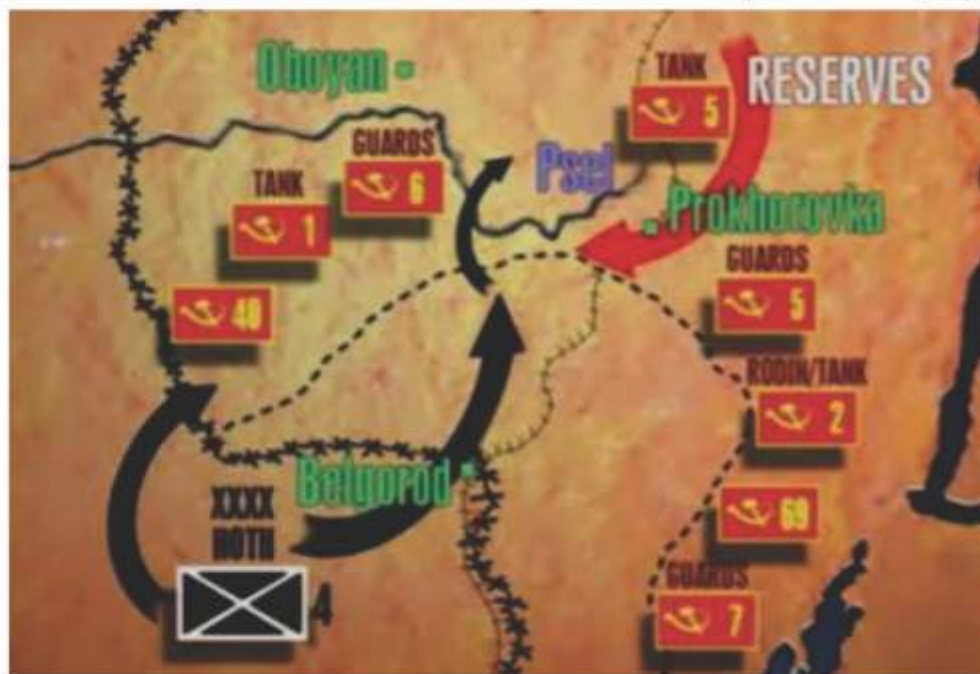 Oboyan
TANK
5
RESERVES
GUARDS
6
Psel
TANK
1
Prokhorovka
GUARDS
5
40
RODIN/TANK
2
Belgorod
XXXX
HOTH
4
69
GUARDS
7